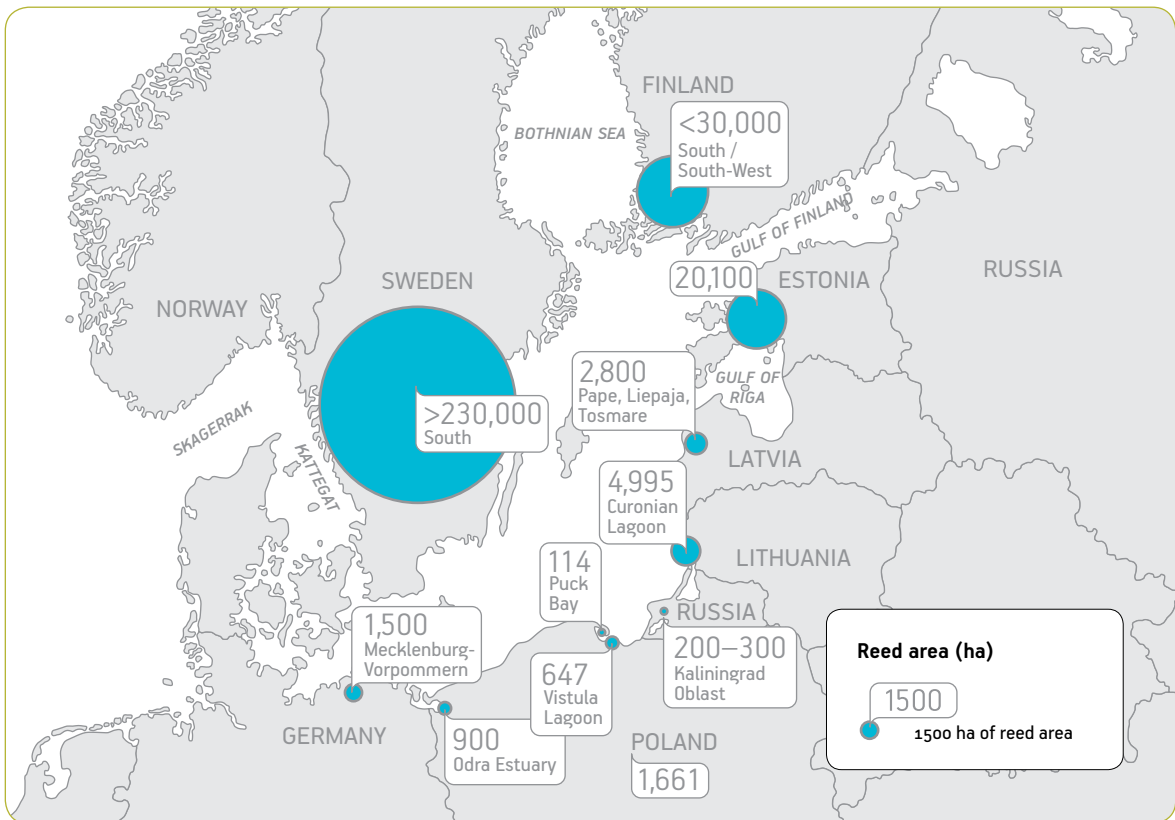 FINLAND
<30,000
South /
South-West
BOTHNIAN SEA
GULF OF FINLAND
SWEDEN
20,100
ESTONIA
RUSSIA
NORWAY
2,800
Pape, Liepaja,
Tosmare
GULF OF
RIGA
>230,000
South
SKAGERRAK
KATTEGAT
LATVIA
4,995
Curonian
Lagoon
LITHUANIA
114
Puck
Bay
RUSSIA
1,500
Mecklenburg-
Vorpommern
200–300
Kaliningrad
Oblast
647
Vistula
Lagoon
GERMANY
900
Odra Estuary
POLAND
1,661
Reed area (ha)
1500
1500 ha of reed area